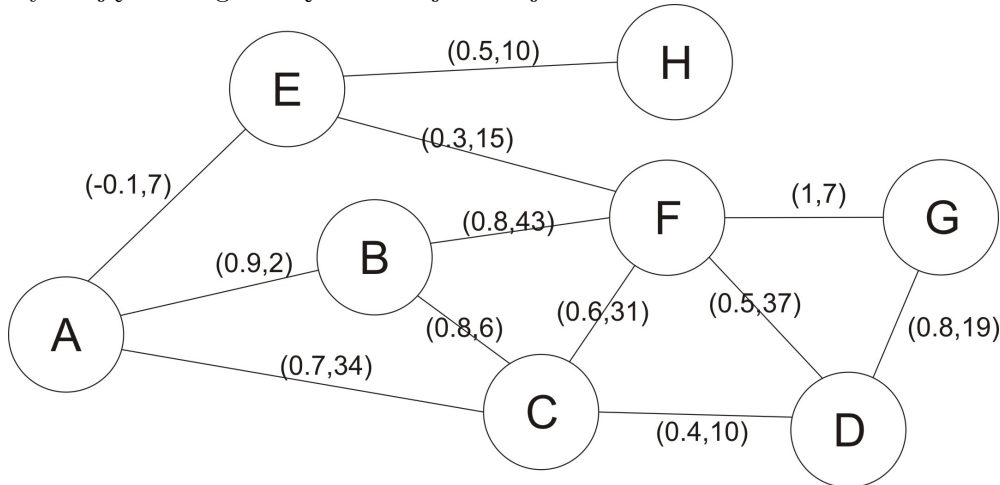 E
(0.5,10)
H
(0.3,15)
(-0.1,7)
(0.8,43)
F
(1,7)
G
B
(0.9,2)
(0.6,31)
(0.5,37)
A
(0.8,6)
(0.8,19)
(0.7,34)
C
(0.4,10)
D